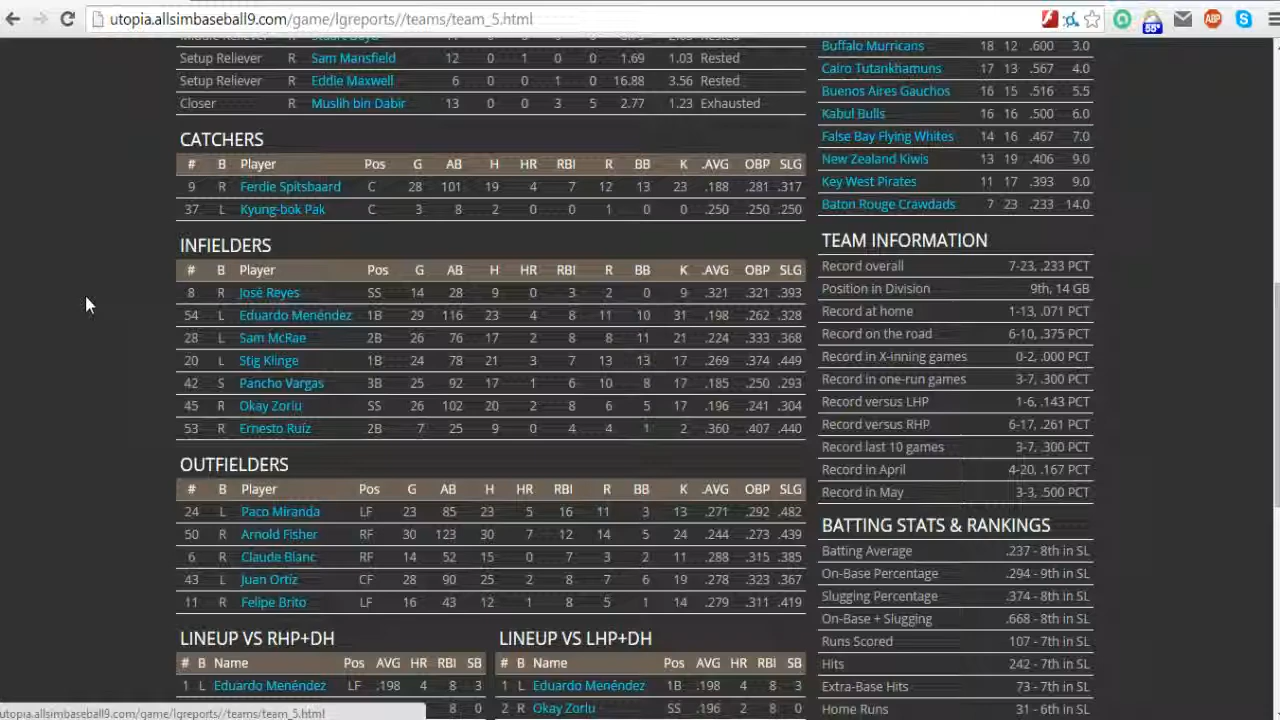 utopia.allsimbaseball9.com/game/lgreports//teams/team_5.html
ABP
55°
Setup Reliever R Sam Mansfield 12 0 1 0 0 1.69 1.03 Rested
Setup Reliever R Eddie Maxwell 6 0 0 1 0 16.88 3.56 Rested
Closer R Muslih bin Dabir 13 0 0 3 5 2.77 1.23 Exhausted
CATCHERS
# B Player Pos G AB H HR RBI R BB K .AVG OBP SLG
9 R Ferdie Spitsbaard C 28 101 19 4 7 12 13 23 .188 .281 .317
37 L Kyung-bok Pak C 3 8 2 0 0 1 0 0 .250 .250 .250
INFIELDERS
# B Player Pos G AB H HR RBI R BB K .AVG OBP SLG
8 R José Reyes SS 14 28 9 0 3 2 0 9 .321 .321 .393
54 L Eduardo Menéndez 1B 29 116 23 4 8 11 10 31 .198 .262 .328
28 L Sam McRae 2B 26 76 17 2 8 8 11 21 .224 .333 .368
20 L Stig Klinge 1B 24 78 21 3 7 13 13 17 .269 .374 .449
42 S Pancho Vargas 3B 25 92 17 1 6 10 8 17 .185 .250 .293
45 R Okay Zorlu SS 26 102 20 2 8 6 5 17 .196 .241 .304
53 R Ernesto Ruíz 2B 7 25 9 0 4 4 1 2 .360 .407 .440
OUTFIELDERS
# B Player Pos G AB H HR RBI R BB K .AVG OBP SLG
24 L Paco Miranda LF 23 85 23 5 16 11 3 13 .271 .292 .482
50 R Arnold Fisher RF 30 123 30 7 12 14 5 24 .244 .273 .439
6 R Claude Blanc RF 14 52 15 0 7 3 2 11 .288 .315 .385
43 L Juan Ortíz CF 28 90 25 2 8 7 6 19 .278 .323 .367
11 R Felipe Brito LF 16 43 12 1 8 5 1 14 .279 .311 .419
LINEUP VS RHP+DH
# B Name Pos AVG HR RBI SB
1 L Eduardo Menéndez LF .198 4 8 3
8 0
LINEUP VS LHP+DH
# B Name Pos AVG HR RBI SB
1 L Eduardo Menéndez 1B .198 4 8 3
2 R Okay Zorlu SS .196 2 8 0
Buffalo Murricans 18 12 .600 3.0
Cairo Tutankhamuns 17 13 .567 4.0
Buenos Aires Gauchos 16 15 .516 5.5
Kabul Bulls 16 16 .500 6.0
False Bay Flying Whites 14 16 .467 7.0
New Zealand Kiwis 13 19 .406 9.0
Key West Pirates 11 17 .393 9.0
Baton Rouge Crawdads 7 23 .233 14.0
TEAM INFORMATION
Record overall 7-23, .233 PCT
Position in Division 9th, 14 GB
Record at home 1-13, .071 PCT
Record on the road 6-10, .375 PCT
Record in X-inning games 0-2, .000 PCT
Record in one-run games 3-7, .300 PCT
Record versus LHP 1-6, .143 PCT
Record versus RHP 6-17, .261 PCT
Record last 10 games 3-7, .300 PCT
Record in April 4-20, .167 PCT
Record in May 3-3, .500 PCT
BATTING STATS & RANKINGS
Batting Average .237 - 8th in SL
On-Base Percentage .294 - 9th in SL
Slugging Percentage .374 - 8th in SL
On-Base + Slugging .668 - 8th in SL
Runs Scored 107 - 7th in SL
Hits 242 - 7th in SL
Extra-Base Hits 73 - 7th in SL
Home Runs 31 - 6th in SL
utopia.allsimbaseball9.com/game/lgreports//teams/team_5.html